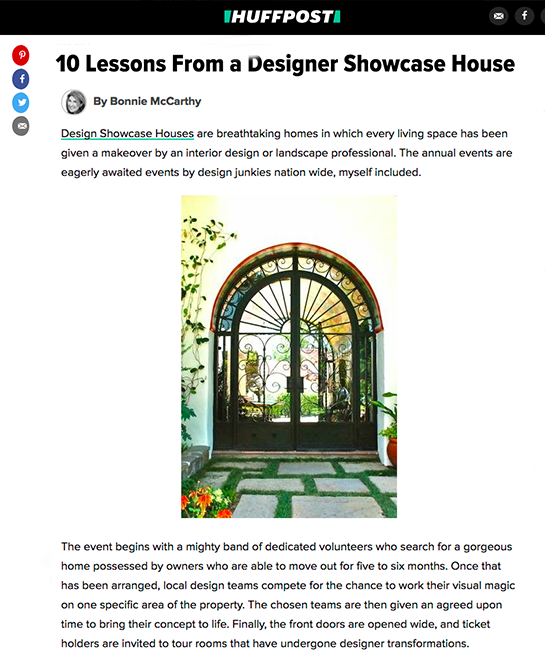 HUFFPOST
10 Lessons From a Designer Showcase House
By Bonnie McCarthy
Design Showcase Houses are breathtaking homes in which every living space has been
given a makeover by an interior design or landscape professional. The annual events are
eagerly awaited events by design junkies nation wide, myself included.
The event begins with a mighty band of dedicated volunteers who search for a gorgeous
home possessed by owners who are able to move out for five to six months. Once that
has been arranged, local design teams compete for the chance to work their visual magic
on one specific area of the property. The chosen teams are then given an agreed upon
time to bring their concept to life. Finally, the front doors are opened wide, and ticket
holders are invited to tour rooms that have undergone designer transformations.